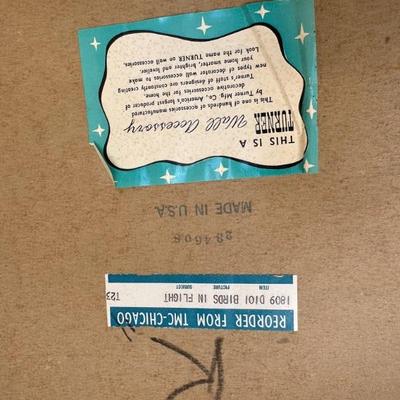 THIS IS A
TURNER Wall Accessory
This is one of hundreds of accessories manufactured
by Turner Mfg. Co., America's largest producer of
decorative accessories for the home.
Turner's staff of designers are constantly creating
new types of decorator wall accessories to make
your home smarter, brighter and lovelier.
Look for the name TURNER on wall accessories.
MADE IN U.S.A.
REORDER FROM TMC-CHICAGO
ITEM PICTURE SUBJECT
1809 D101 BIRDS IN FLIGHT T23